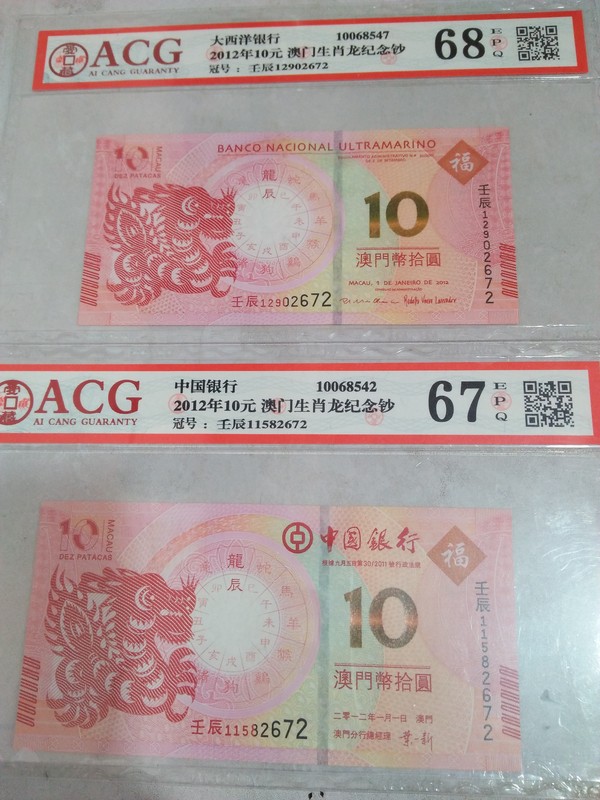 ACG
AI CANG GUARANTY
大西洋银行 10068547
2012年10元 澳门生肖龙纪念钞
冠号 : 壬辰12902672
68
EPQ
10
MACAU
DEZ PATACAS
BANCO NACIONAL ULTRAMARINO
福
龍
辰
10
澳門幣拾圓
MACAU, 1 DE JANEIRO DE 2012
壬辰12902672
壬辰12902672
ACG
AI CANG GUARANTY
中国银行 10068542
2012年10元 澳门生肖龙纪念钞
冠号 : 壬辰11582672
67
EPQ
10
MACAU
DEZ PATACAS
中國銀行
福
龍
辰
10
澳門幣拾圓
二零一二年一月一日 澳門
澳門分行總經理
壬辰11582672
壬辰11582672